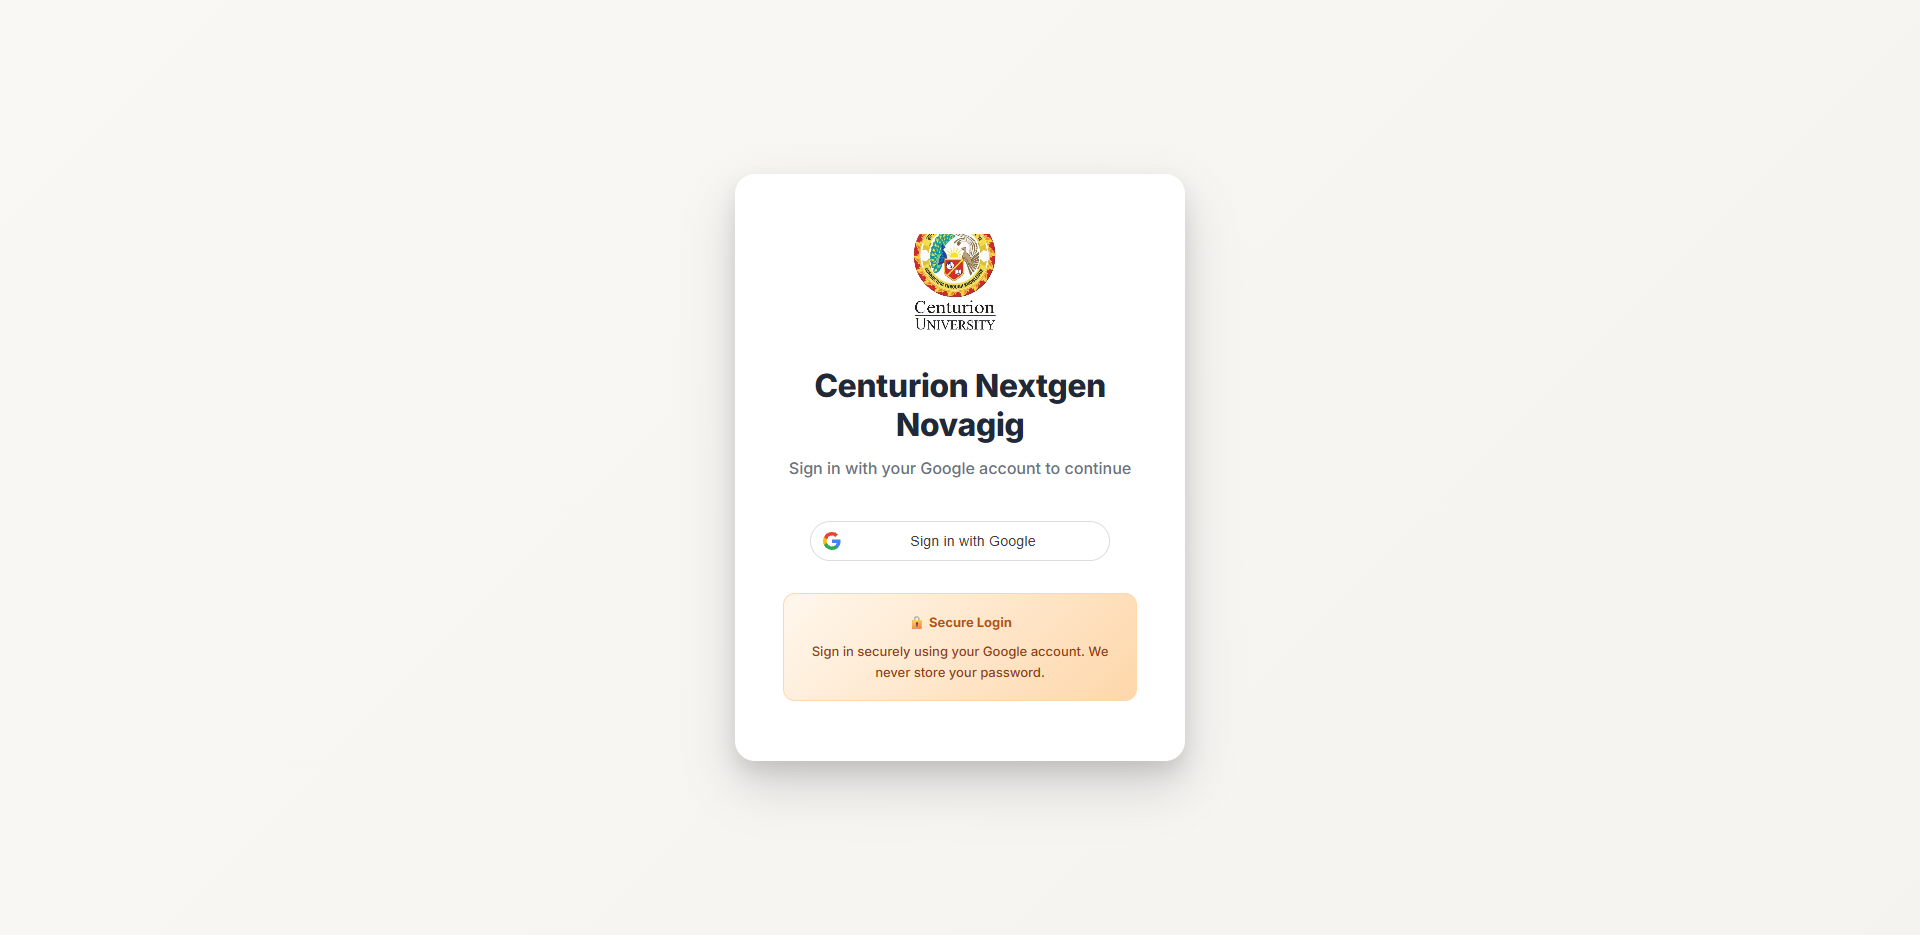 Centurion
UNIVERSITY
Centurion Nextgen
Novagig
Sign in with your Google account to continue
Sign in with Google
🔒 Secure Login
Sign in securely using your Google account. We
never store your password.